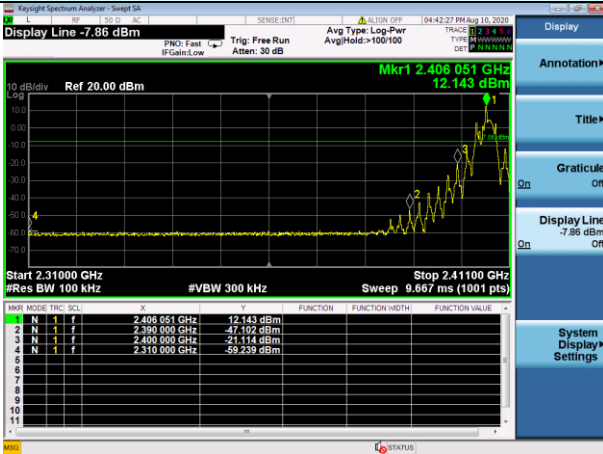 Keysight Spectrum Analyzer - Swept SA
L RF 50 Ω AC SENSE:INT ALIGN OFF 04:42:27 PM Aug 10, 2020
Display Line -7.86 dBm
PNO: Fast
IFGain:Low
Trig: Free Run
Atten: 30 dB
Avg Type: Log-Pwr
Avg|Hold:>100/100
TRACE 1 2 3 4 5 6
TYPE M WWWWW
DET P N N N N N
Mkr1 2.406 051 GHz
12.143 dBm
10 dB/div Ref 20.00 dBm
Log
10.0
0.00
-10.0
-20.0
-30.0
-40.0
-50.0
-60.0
-70.0
1
2
3
4
-7.86 dBm
Start 2.31000 GHz Stop 2.41100 GHz
#Res BW 100 kHz #VBW 300 kHz Sweep 9.667 ms (1001 pts)
MKR MODE TRC SCL X Y FUNCTION FUNCTION WIDTH FUNCTION VALUE
1 N 1 f 2.406 051 GHz 12.143 dBm
2 N 1 f 2.390 000 GHz -47.102 dBm
3 N 1 f 2.400 000 GHz -21.114 dBm
4 N 1 f 2.310 000 GHz -59.239 dBm
5
6
7
8
9
10
11
MSG STATUS
Display
Annotation
Title
Graticule
On Off
Display Line
-7.86 dBm
On Off
System
Display
Settings